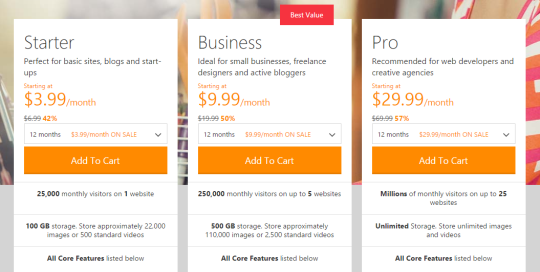 Best Value
Starter
Perfect for basic sites, blogs and start-
ups
Starting at
$3.99/month
$6.99 42%
12 months $3.99/month ON SALE
Add To Cart
25,000 monthly visitors on 1 website
100 GB storage. Store approximately 22,000
images or 500 standard videos
All Core Features listed below
Business
Ideal for small businesses, freelance
designers and active bloggers
Starting at
$9.99/month
$19.99 50%
12 months $9.99/month ON SALE
Add To Cart
250,000 monthly visitors on up to 5 websites
500 GB storage. Store approximately
110,000 images or 2,500 standard videos
All Core Features listed below
Pro
Recommended for web developers and
creative agencies
Starting at
$29.99/month
$69.99 57%
12 months $29.99/month ON SALE
Add To Cart
Millions of monthly visitors on up to 25
websites
Unlimited Storage. Store unlimited images
and videos
All Core Features listed below